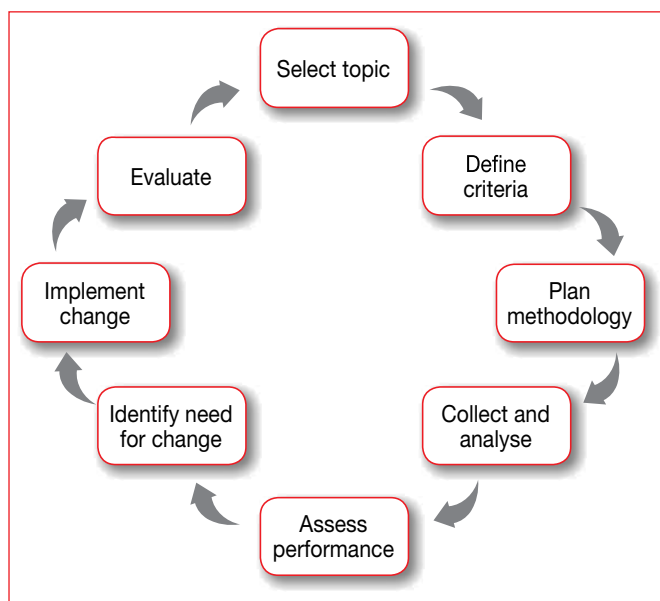 Select topic
Define
criteria
Plan
methodology
Collect and
analyse
Assess
performance
Identify need
for change
Implement
change
Evaluate